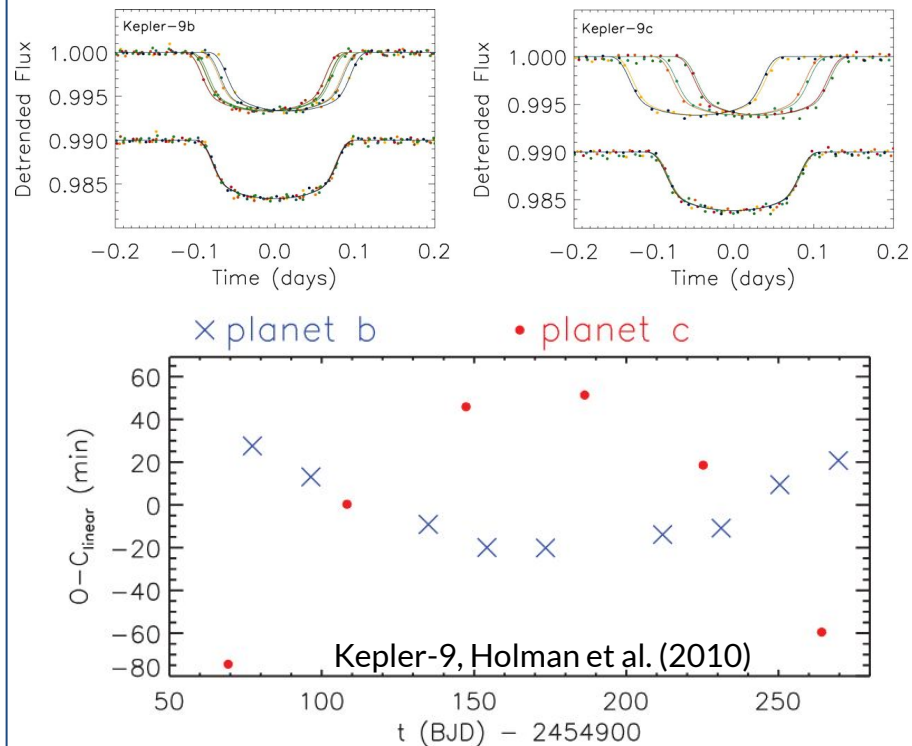 Kepler-9b
Detrended Flux
1.000
0.995
0.990
0.985
−0.2 −0.1 0.0 0.1 0.2
Time (days)
Kepler-9c
Detrended Flux
1.000
0.995
0.990
0.985
−0.2 −0.1 0.0 0.1 0.2
Time (days)
planet b planet c
O−C linear (min)
60
40
20
0
−20
−40
−60
−80
Kepler-9, Holman et al. (2010)
50 100 150 200 250
t (BJD) − 2454900